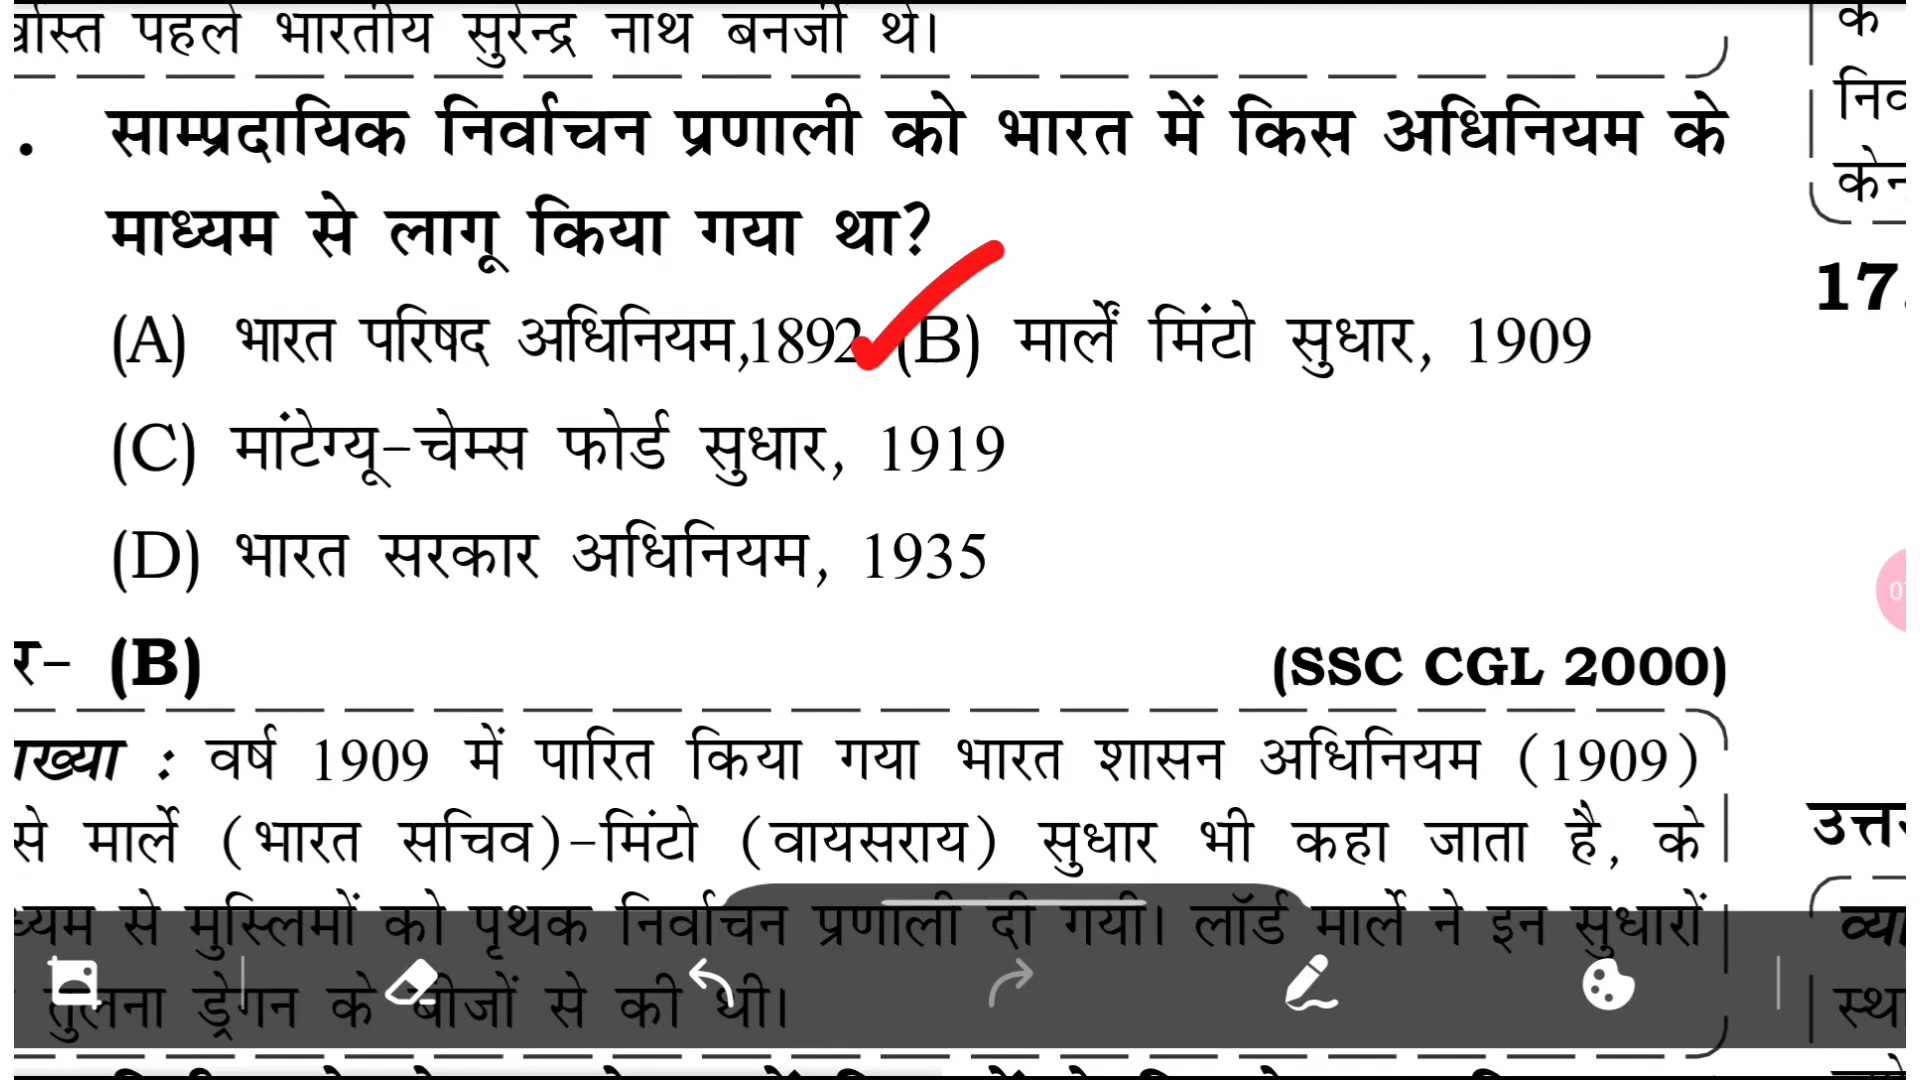 पहले भारतीय सुरेन्द्र नाथ बनर्जी थे।
. साम्प्रदायिक निर्वाचन प्रणाली को भारत में किस अधिनियम के
माध्यम से लागू किया गया था?
(A) भारत परिषद अधिनियम,1892 (B) मार्लें मिंटो सुधार, 1909
(C) मांटेग्यू-चेम्स फोर्ड सुधार, 1919
(D) भारत सरकार अधिनियम, 1935
र- (B) (SSC CGL 2000)
ाख्या : वर्ष 1909 में पारित किया गया भारत शासन अधिनियम (1909)
से मार्ले (भारत सचिव)-मिंटो (वायसराय) सुधार भी कहा जाता है, के
ध्यम से मुस्लिमों को पृथक निर्वाचन प्रणाली दी गयी। लॉर्ड मार्ले ने इन सुधारों
तुलना ड्रेगन के बीजों से की थी।
के
17.